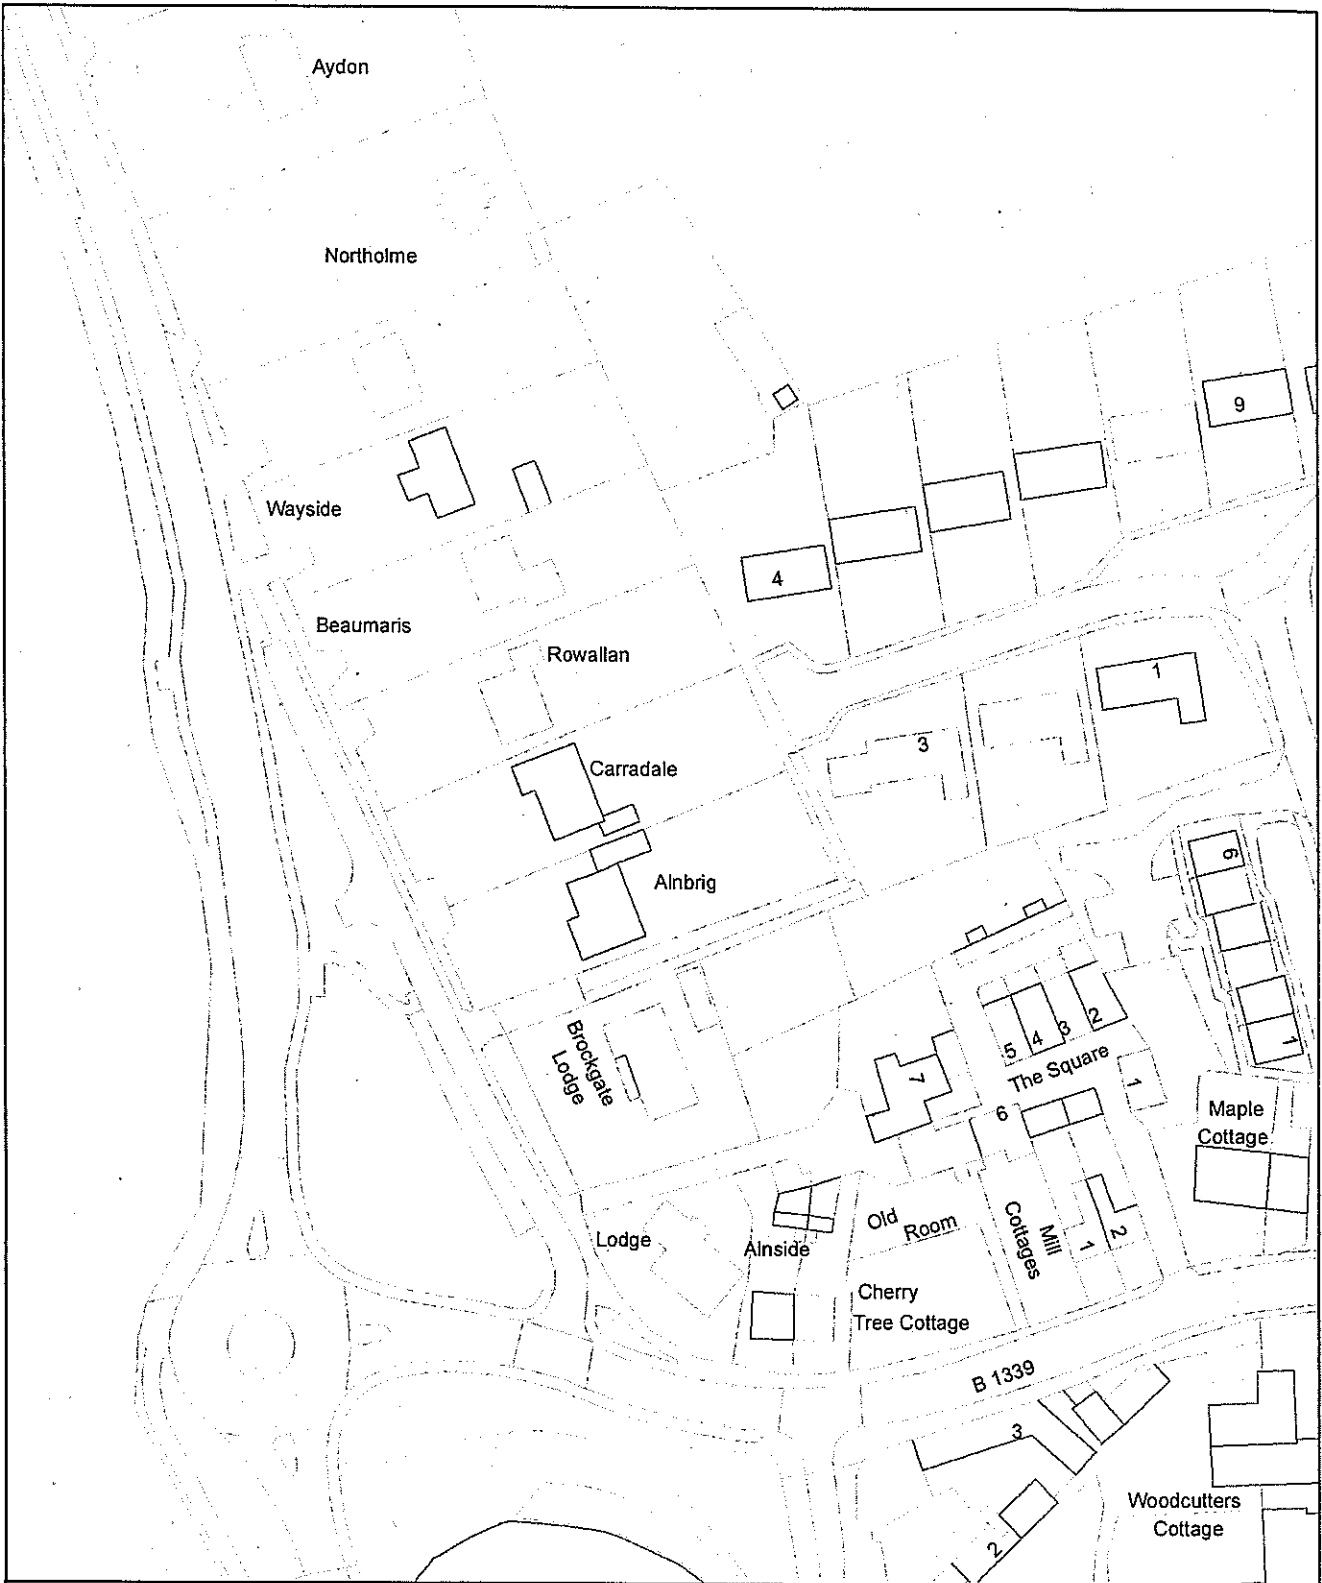 Aydon
Northolme
9
Wayside
4
Beaumaris
Rowallan
1
3
Carradale
6
Alnbrig
Brockgate
Lodge
5
4
3
2
The Square
1
1
7
6
Maple
Cottage
Lodge
Alnside
Old
Room
Mill
Cottages
1
2
Cherry
Tree Cottage
B 1339
3
2
Woodcutters
Cottage